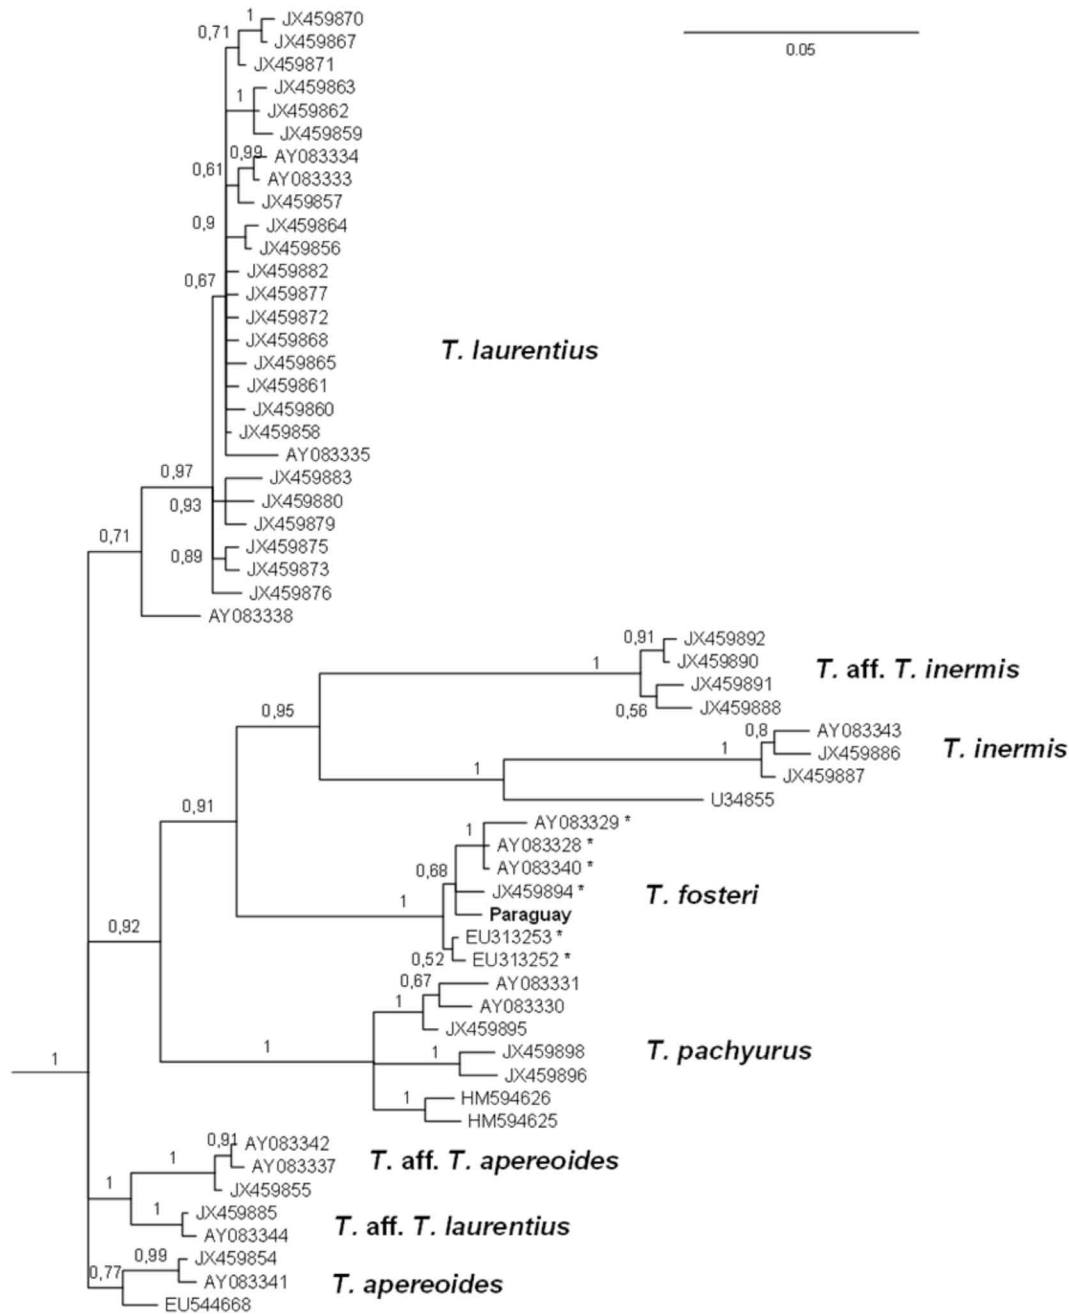 1
JX459870
0,71
JX459867
JX459871
0.05
JX459863
1
JX459862
JX459859
0,99
AY083334
0,61
AY083333
JX459857
0,9
JX459864
JX459856
JX459882
0,67
JX459877
JX459872
JX459868
T. laurentius
JX459865
JX459861
JX459860
JX459858
AY083335
0,97
JX459883
0,93
JX459880
JX459879
0,71
JX459875
0,89
JX459873
JX459876
AY083338
0,91
JX459892
1
JX459890
T. aff. T. inermis
JX459891
0,56
JX459888
0,95
0,8
AY083343
1
JX459886
T. inermis
1
JX459887
U34855
0,91
AY083329 *
1
AY083328 *
AY083340 *
0,68
JX459894 *
T. fosteri
1
Paraguay
0,92
EU313253 *
0,52
EU313252 *
0,67
AY083331
1
AY083330
JX459895
1
1
JX459898
T. pachyurus
1
JX459896
1
HM594626
HM594625
0,91
AY083342
1
AY083337
T. aff. T. apereoides
1
JX459855
1
JX459885
T. aff. T. laurentius
AY083344
0,99
JX459854
0,77
AY083341
T. apereoides
EU544668